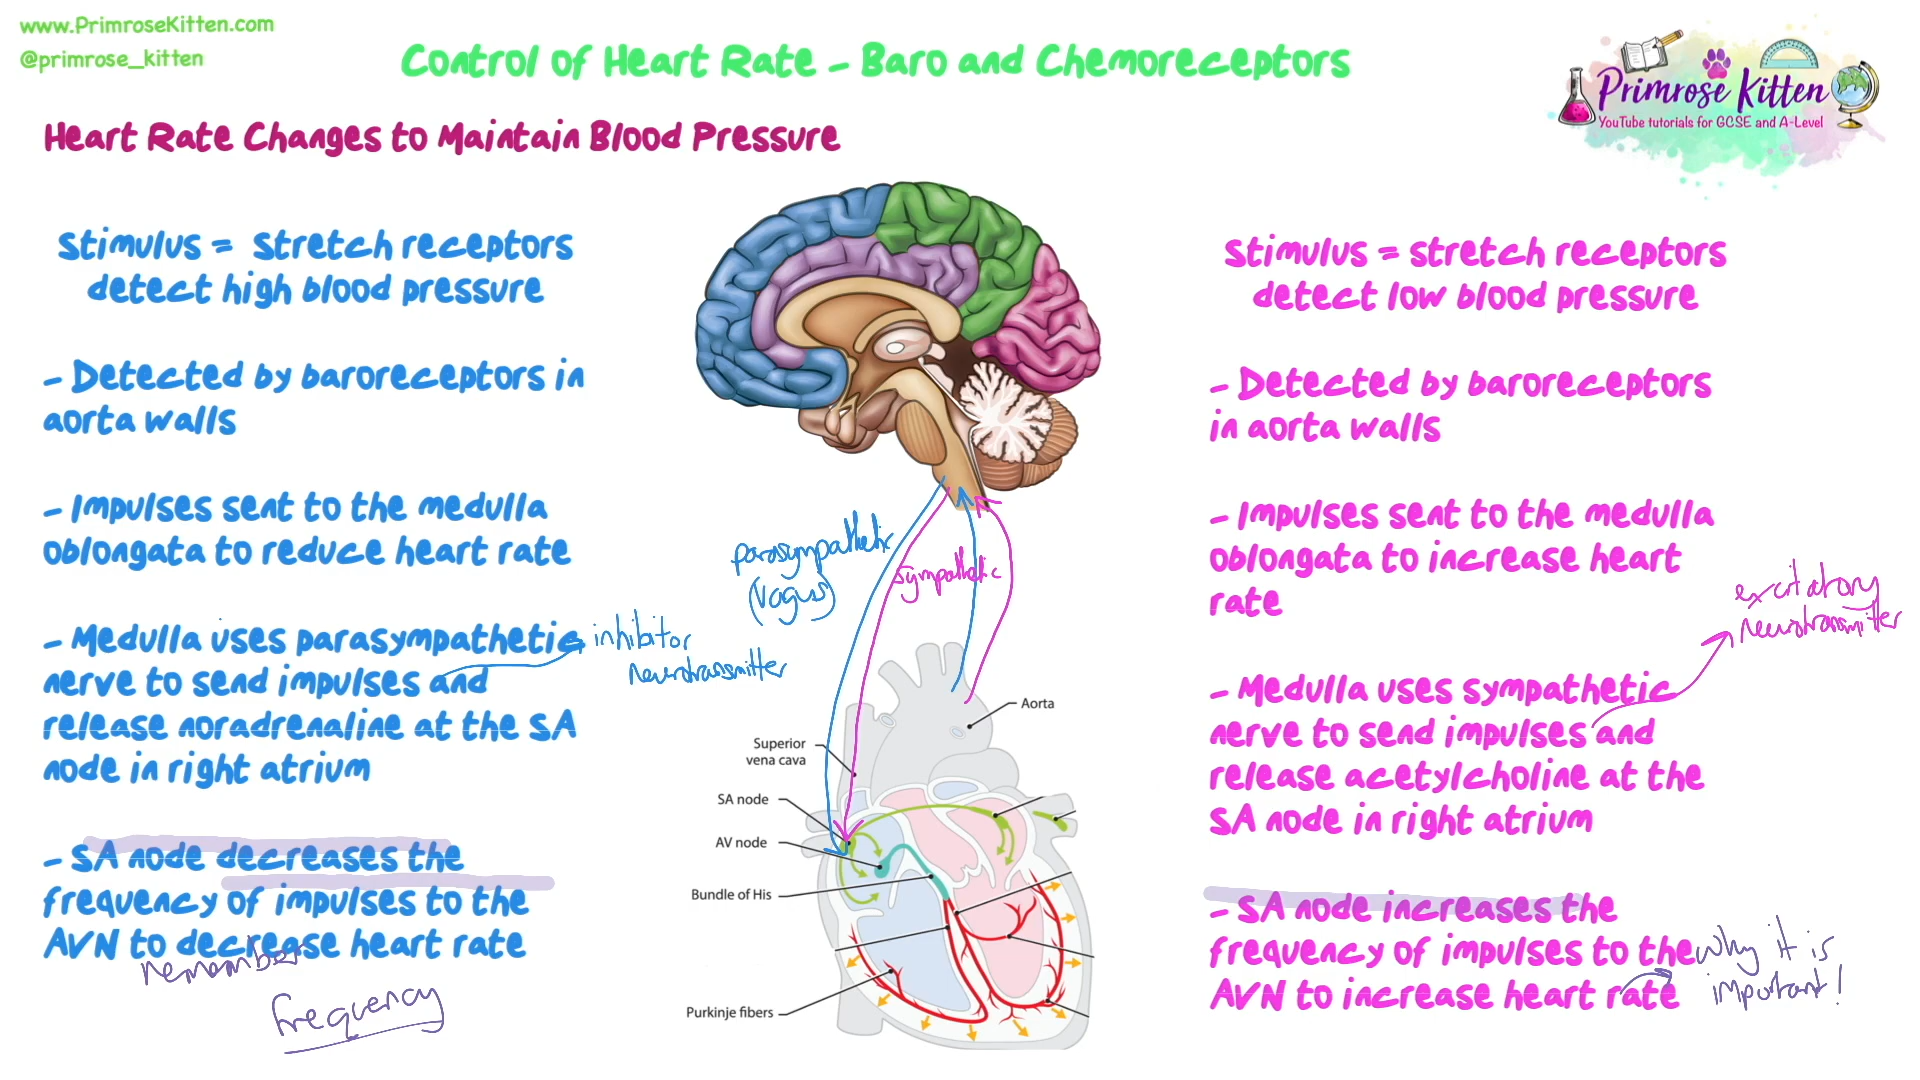 www.PrimroseKitten.com
@primrose_kitten
Control of Heart Rate - Baro and Chemoreceptors
Primrose Kitten
YouTube tutorials for GCSE and A-Level
Heart Rate Changes to Maintain Blood Pressure
Stimulus = stretch receptors
detect high blood pressure
- Detected by baroreceptors in
aorta walls
- Impulses sent to the medulla
oblongata to reduce heart rate
- Medulla uses parasympathetic
nerve to send impulses and
release noradrenaline at the SA
node in right atrium
- SA node decreases the
frequency of impulses to the
AVN to decrease heart rate
remember
frequency
inhibitor
neurotransmitter
parasympathetic
(vagus)
sympathetic
Aorta
Superior
vena cava
SA node
AV node
Bundle of His
Purkinje fibers
Stimulus = stretch receptors
detect low blood pressure
- Detected by baroreceptors
in aorta walls
- Impulses sent to the medulla
oblongata to increase heart
rate
excitatory
neurotransmitter
- Medulla uses sympathetic
nerve to send impulses and
release acetylcholine at the
SA node in right atrium
- SA node increases the
frequency of impulses to the
AVN to increase heart rate
why it is
important!